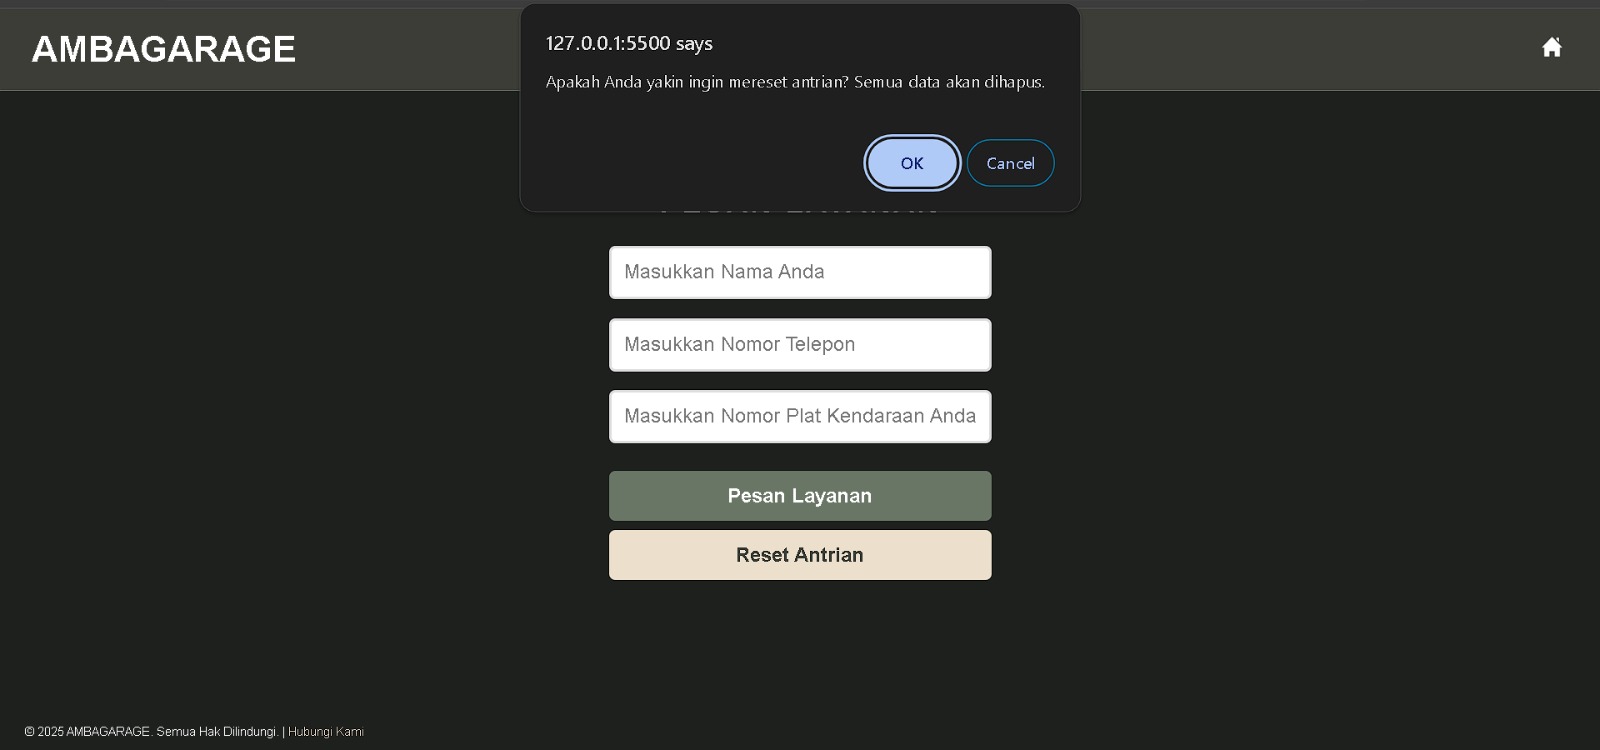 AMBAGARAGE
127.0.0.1:5500 says
Apakah Anda yakin ingin mereset antrian? Semua data akan dihapus.
OK
Cancel
Masukkan Nama Anda
Masukkan Nomor Telepon
Masukkan Nomor Plat Kendaraan Anda
Pesan Layanan
Reset Antrian
© 2025 AMBAGARAGE. Semua Hak Dilindungi. | Hubungi Kami